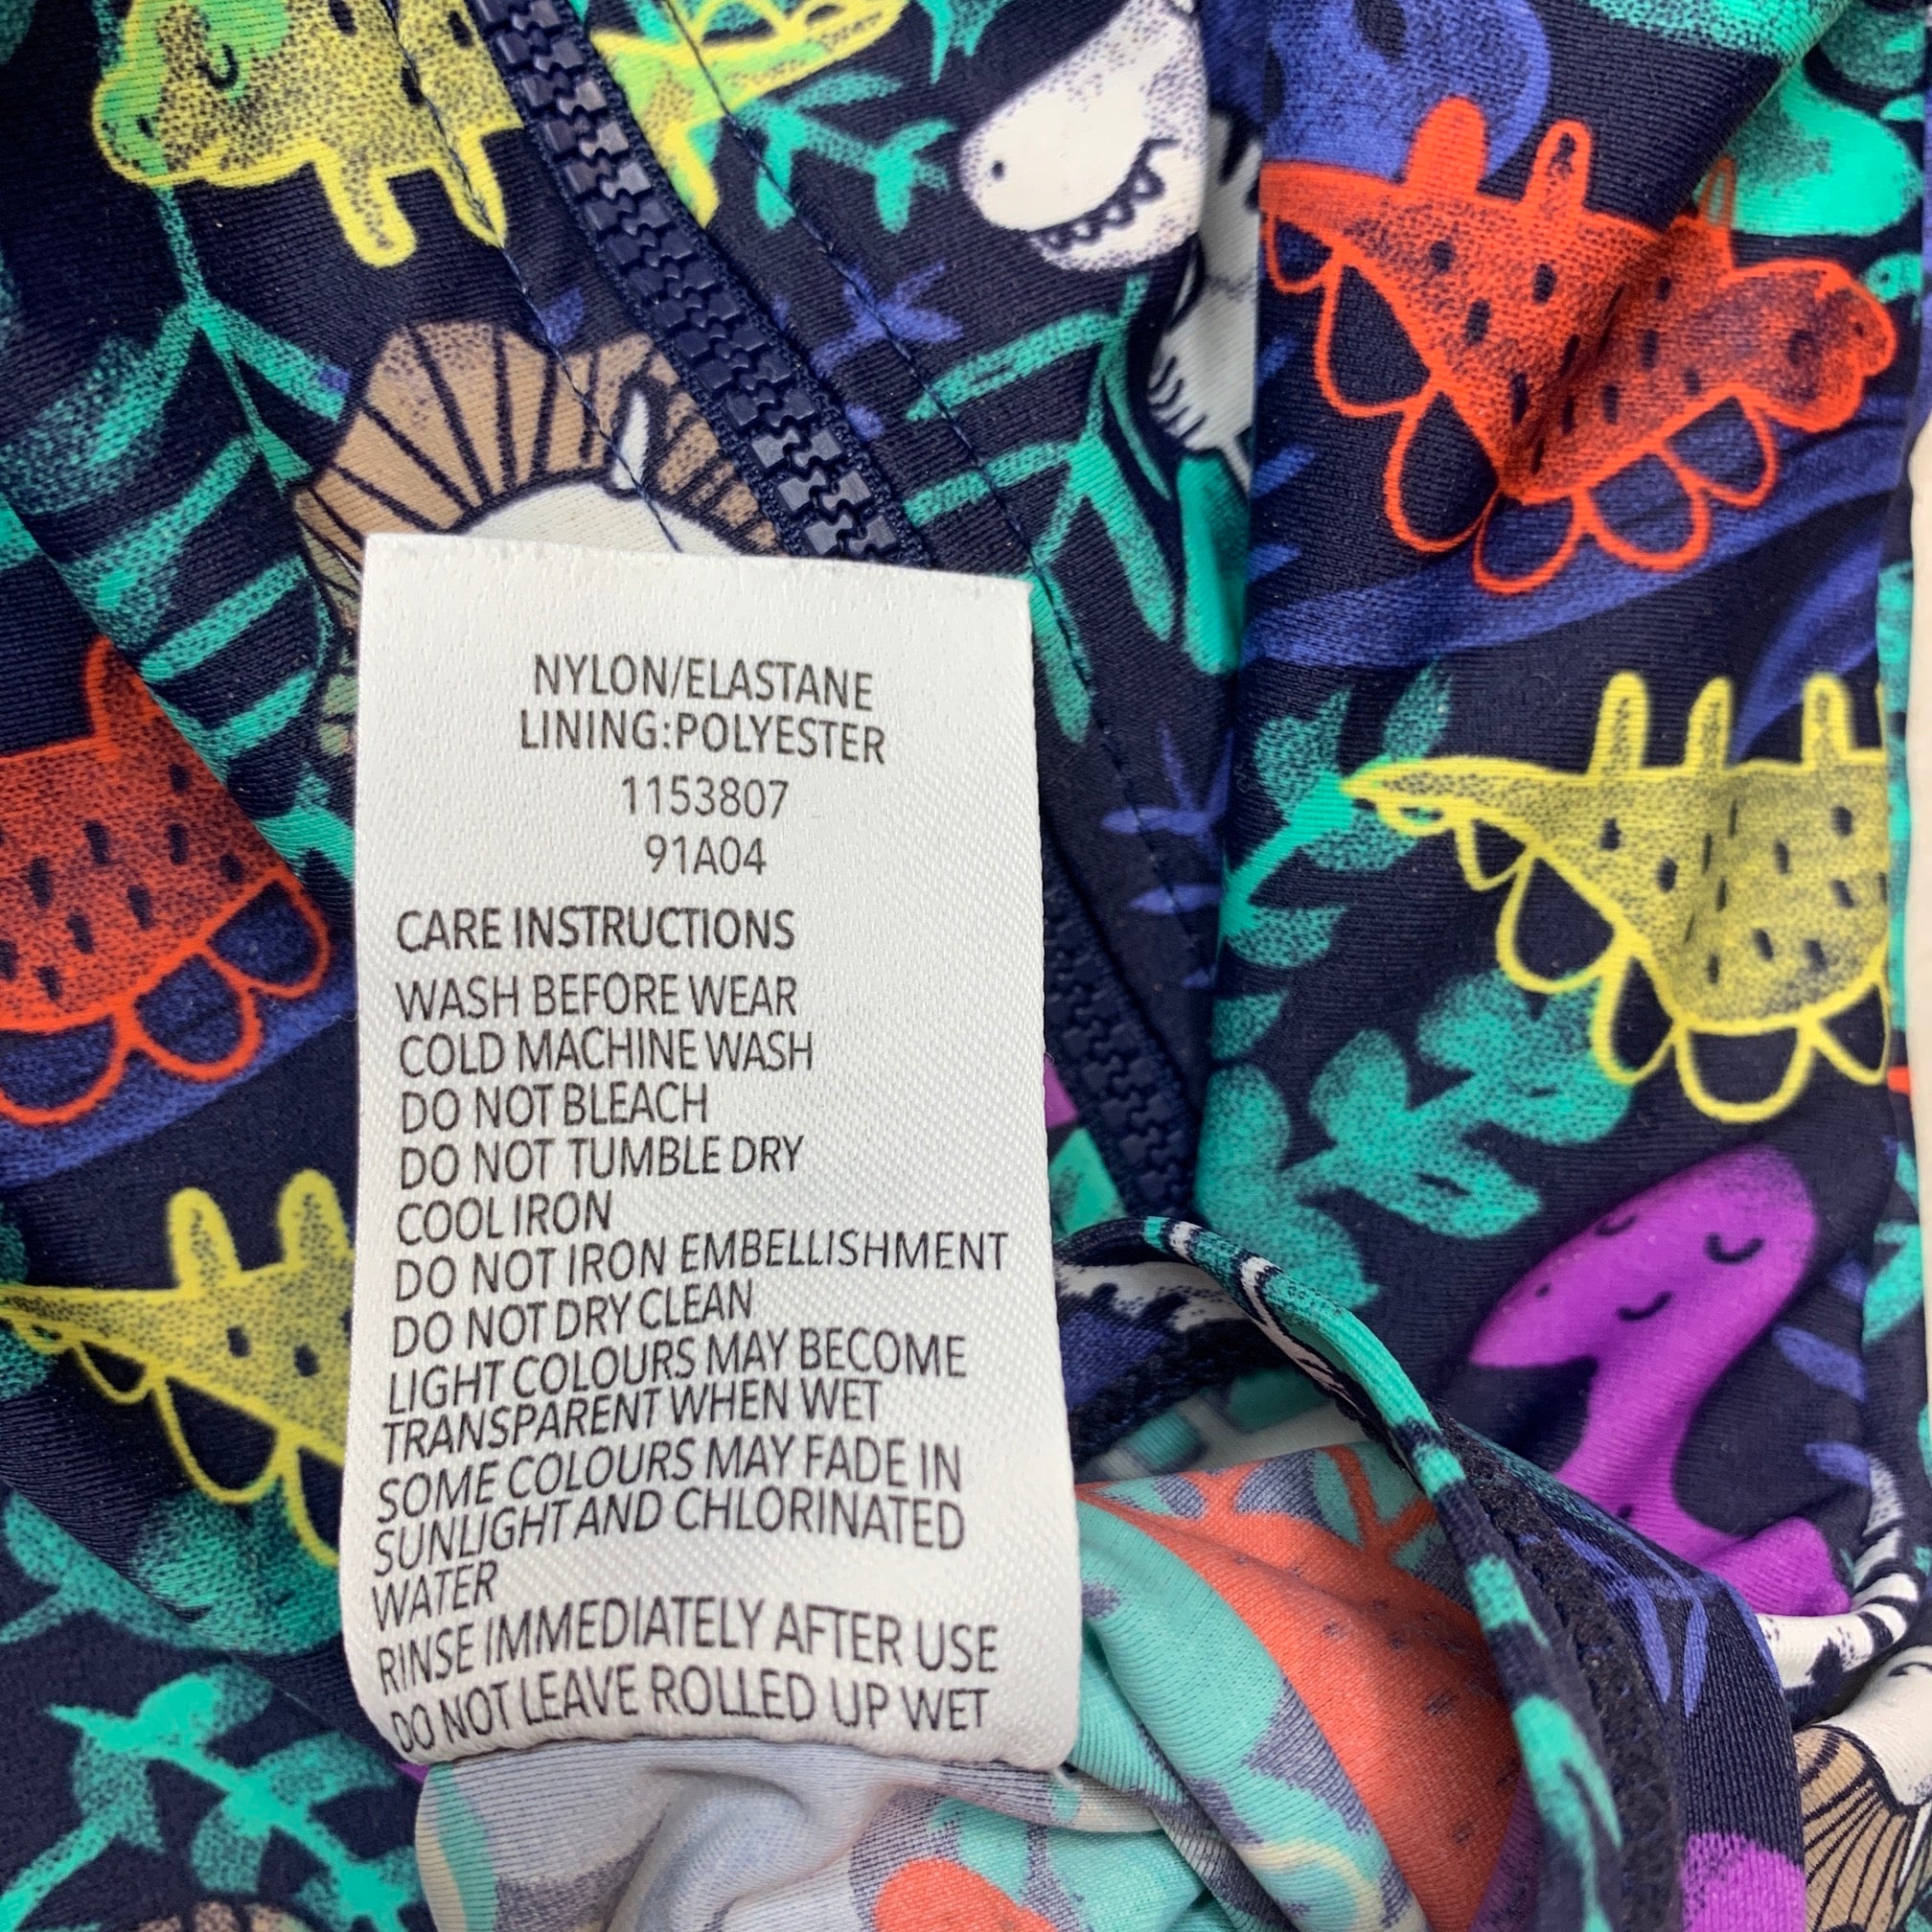 NYLON/ELASTANE
LINING:POLYESTER
1153807
91A04
CARE INSTRUCTIONS
WASH BEFORE WEAR
COLD MACHINE WASH
DO NOT BLEACH
DO NOT TUMBLE DRY
COOL IRON
DO NOT IRON EMBELLISHMENT
DO NOT DRY CLEAN
LIGHT COLOURS MAY BECOME
TRANSPARENT WHEN WET
SOME COLOURS MAY FADE IN
SUNLIGHT AND CHLORINATED
WATER
RINSE IMMEDIATELY AFTER USE
DO NOT LEAVE ROLLED UP WET